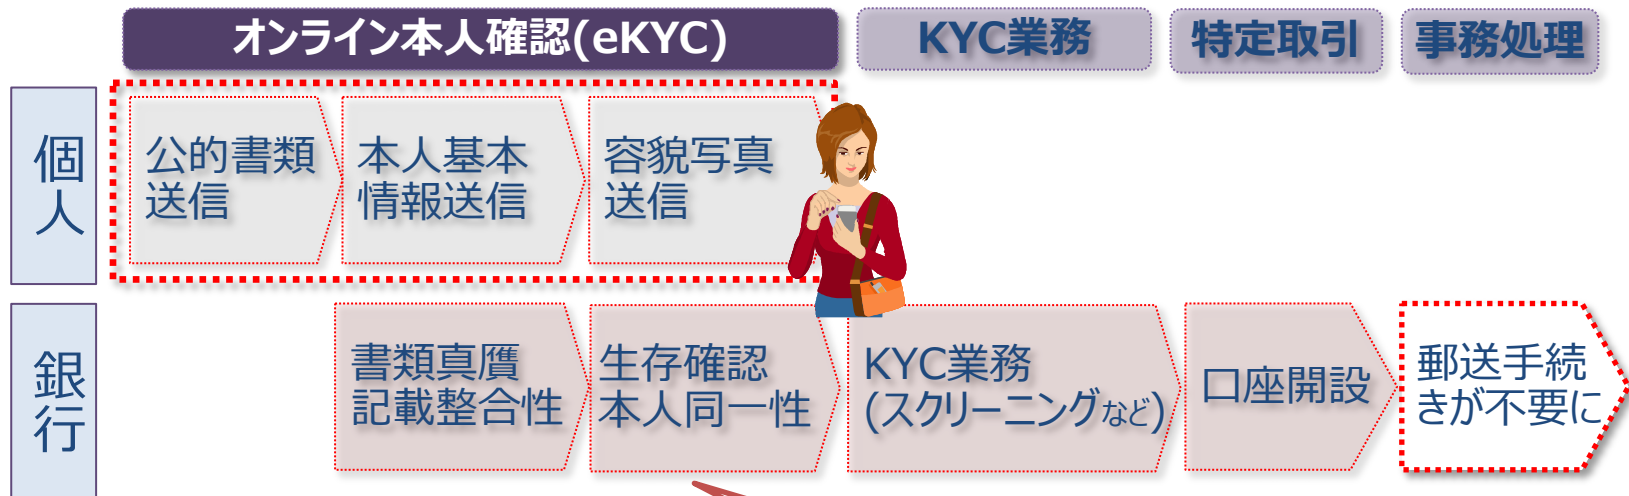 オンライン本人確認(eKYC)
KYC業務
特定取引
事務処理
個人
公的書類
送信
本人基本
情報送信
容貌写真
送信
銀行
書類真贋
記載整合性
生存確認
本人同一性
KYC業務
(スクリーニングなど)
口座開設
郵送手続
きが不要に